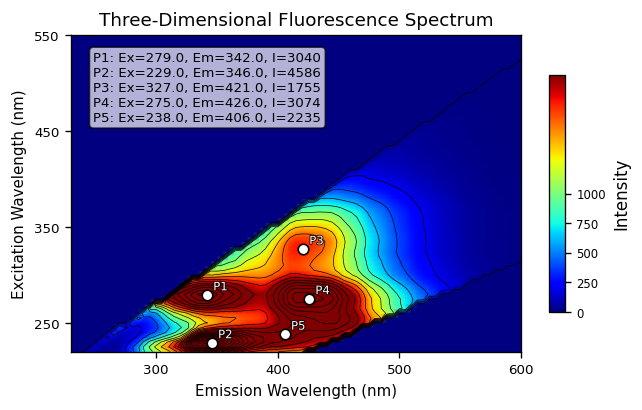 Three-Dimensional Fluorescence Spectrum
550
450
350
250
Excitation Wavelength (nm)
P1: Ex=279.0, Em=342.0, I=3040
P2: Ex=229.0, Em=346.0, I=4586
P3: Ex=327.0, Em=421.0, I=1755
P4: Ex=275.0, Em=426.0, I=3074
P5: Ex=238.0, Em=406.0, I=2235
P3
P1
P4
P5
P2
300
400
500
600
Emission Wavelength (nm)
1000
750
500
250
0
Intensity